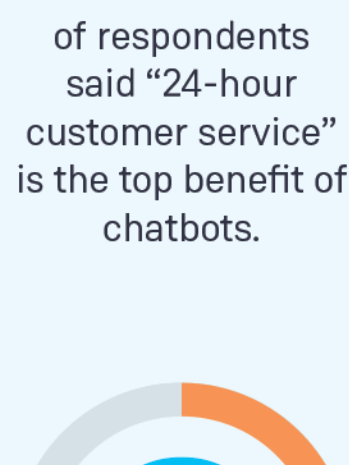 of respondents
said “24-hour
customer service”
is the top benefit of
chatbots.